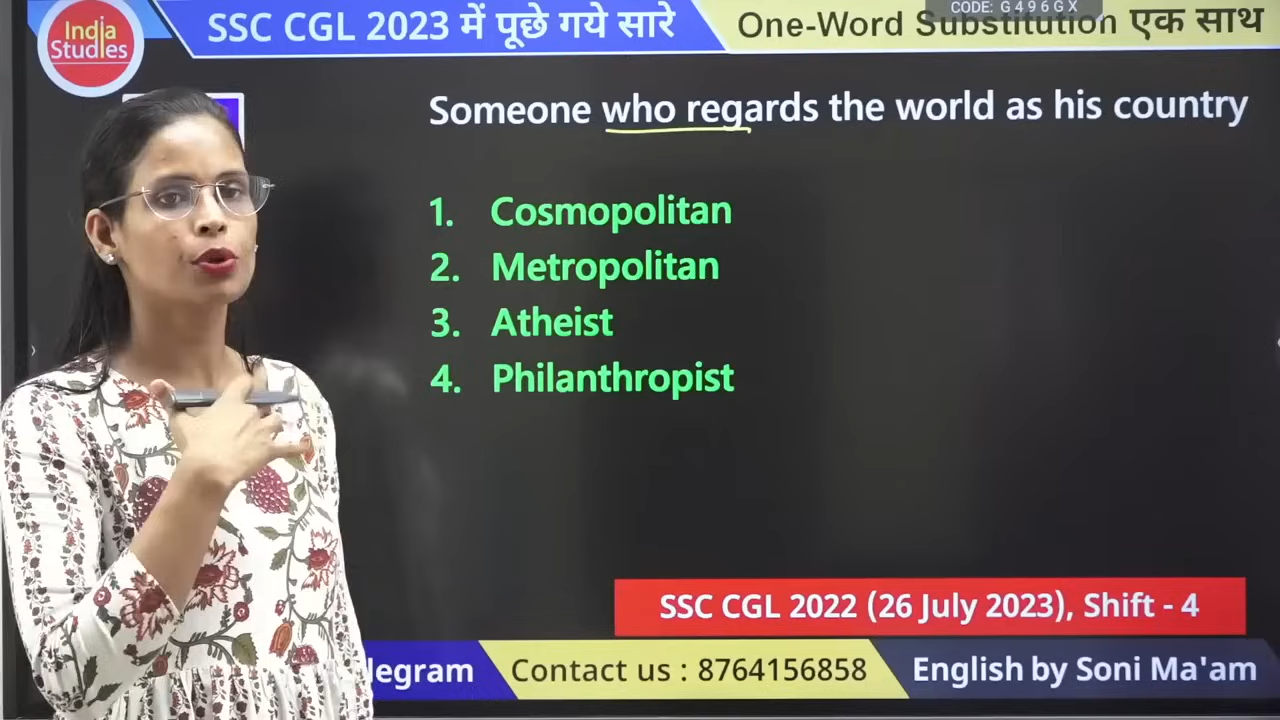 India
Studies
SSC CGL 2023 में पूछे गये सारे
One-Word Substitution एक साथ
CODE: G496GX
Someone who regards the world as his country
1. Cosmopolitan
2. Metropolitan
3. Atheist
4. Philanthropist
SSC CGL 2022 (26 July 2023), Shift - 4
legram
Contact us : 8764156858
English by Soni Ma'am